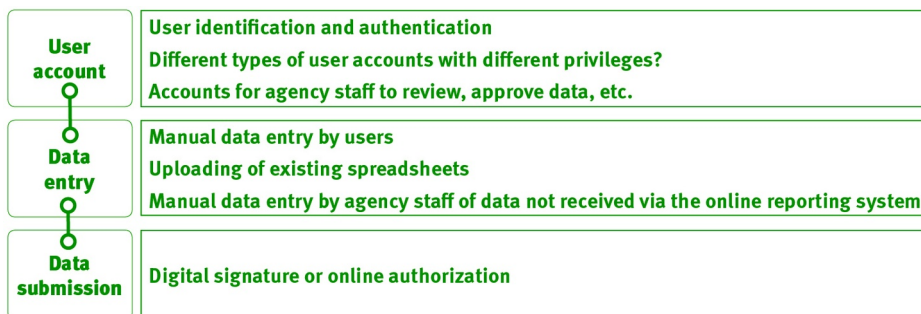 User
account
User identification and authentication
Different types of user accounts with different privileges?
Accounts for agency staff to review, approve data, etc.
Data
entry
Manual data entry by users
Uploading of existing spreadsheets
Manual data entry by agency staff of data not received via the online reporting system
Data
submission
Digital signature or online authorization